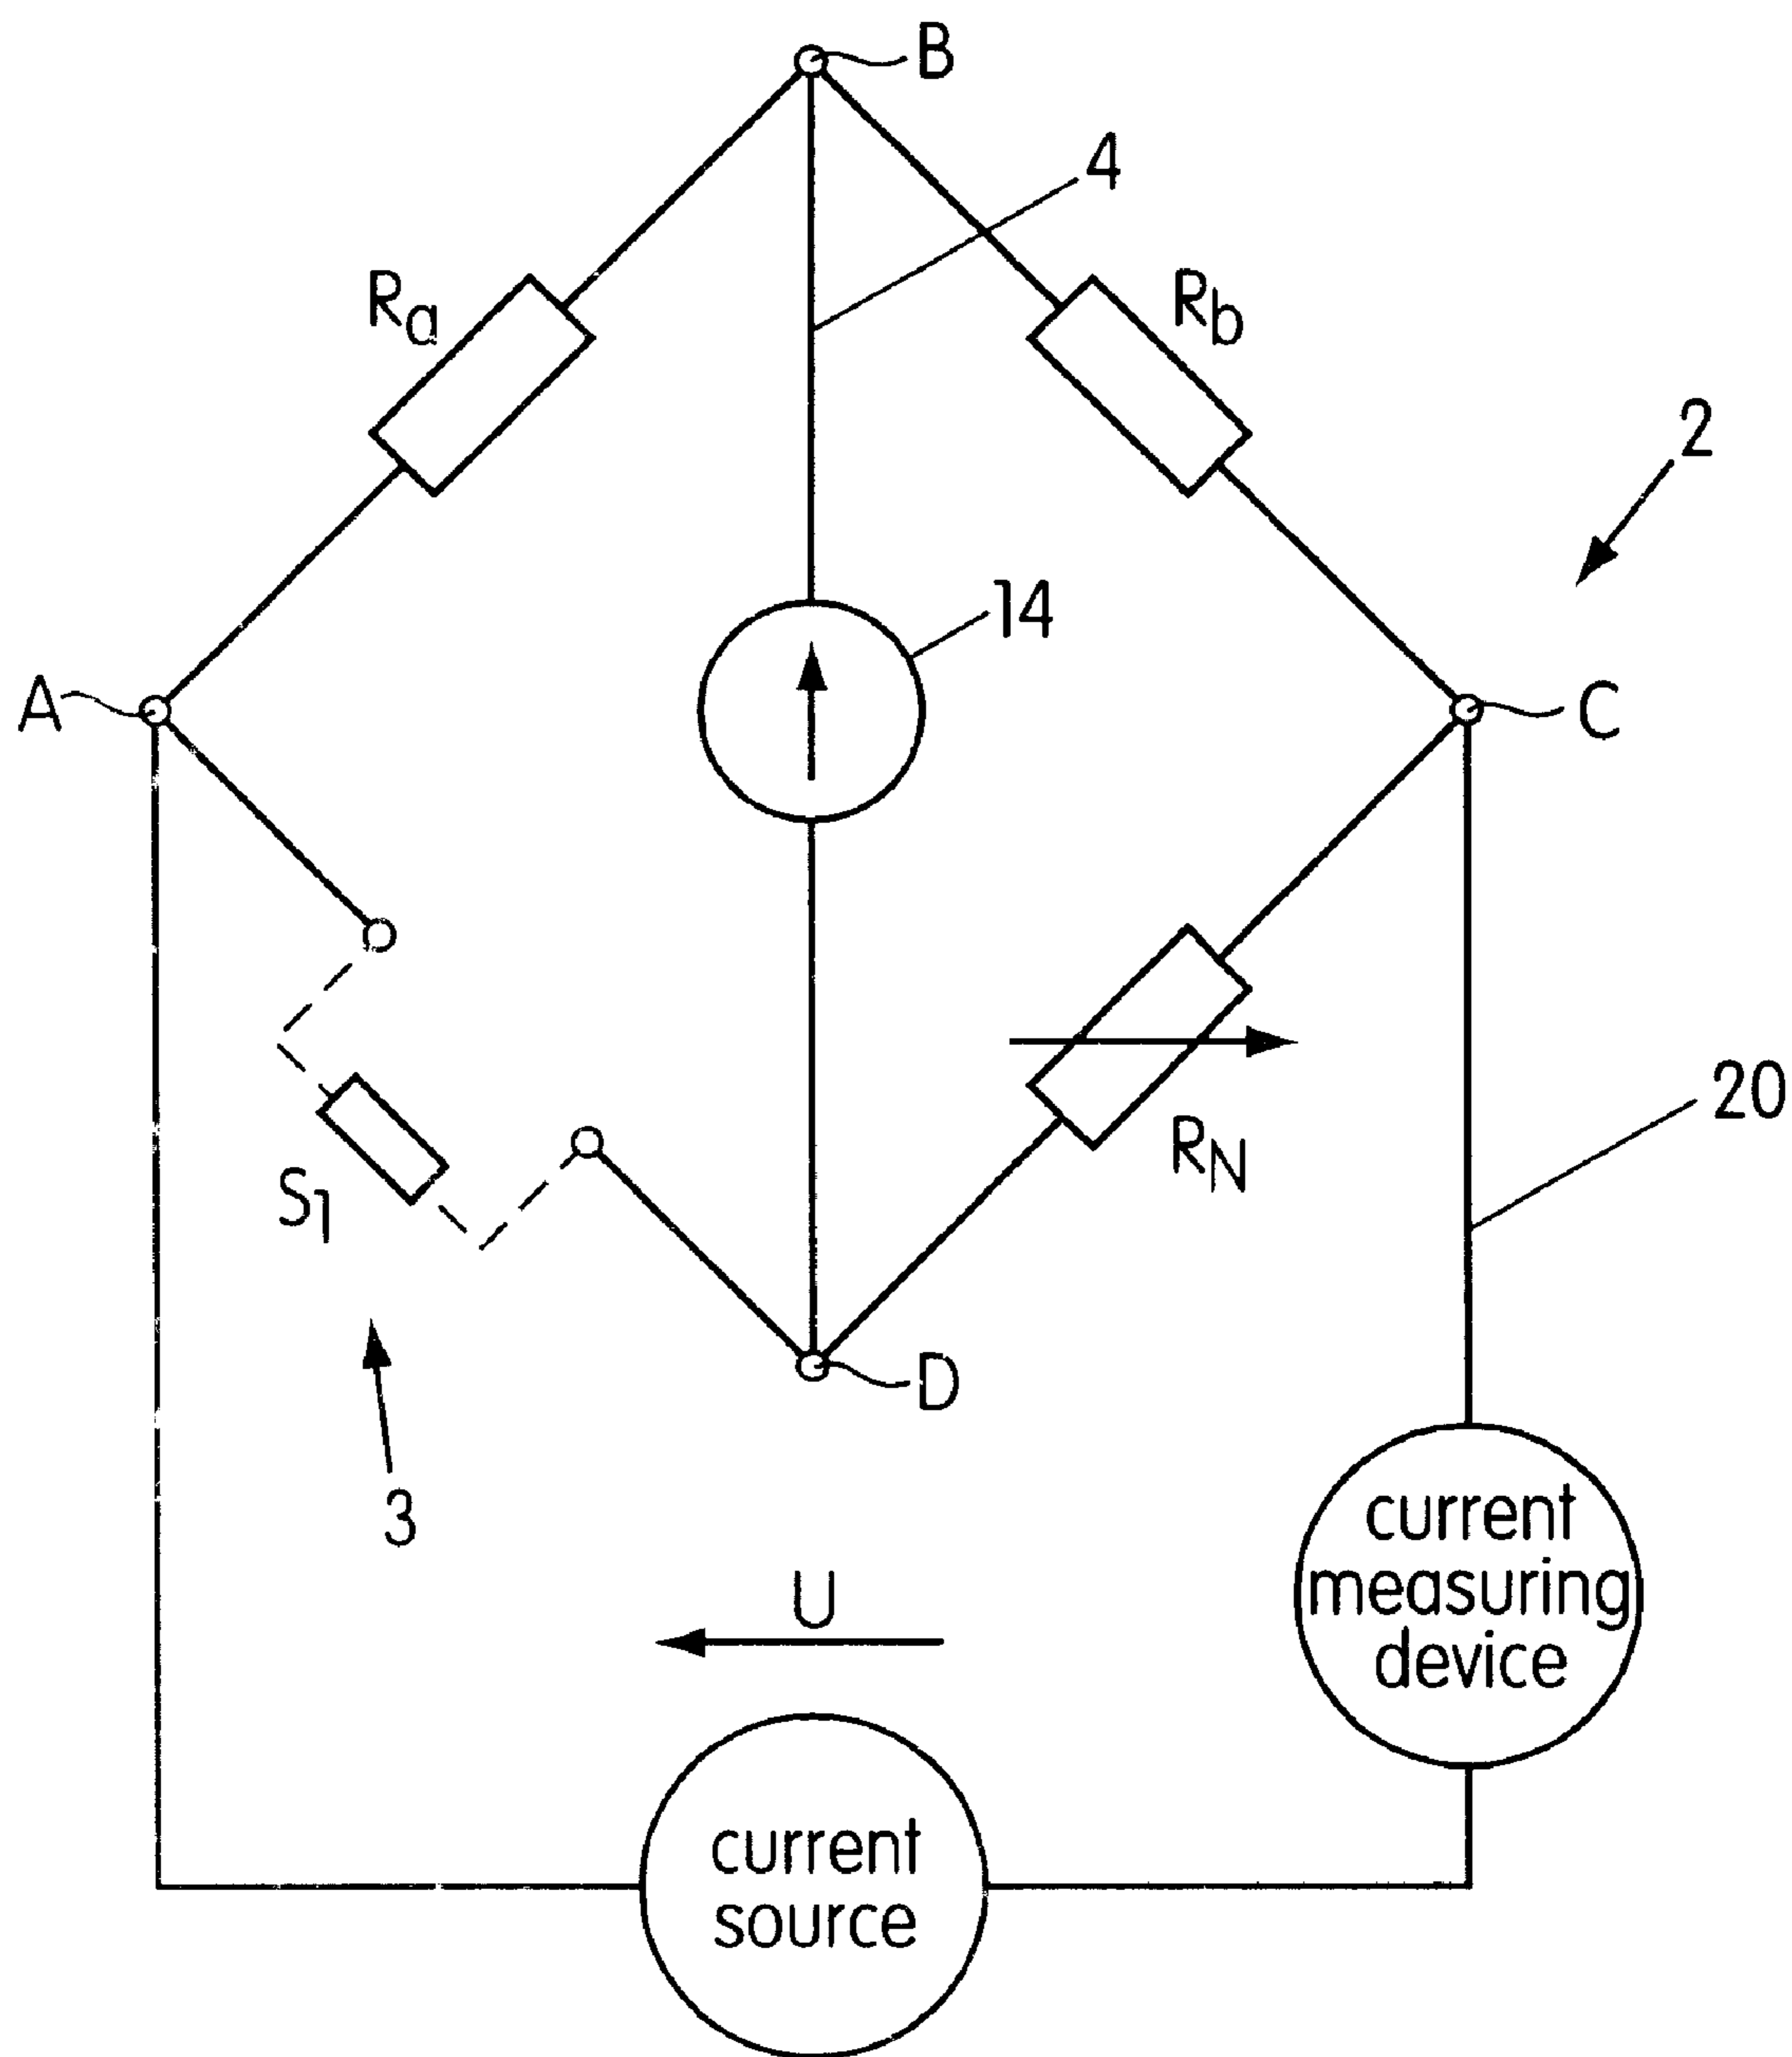 B
4
Ra
Rb
2
14
A
C
20
RN
S1
D
3
U
current
measuring
device
current
source